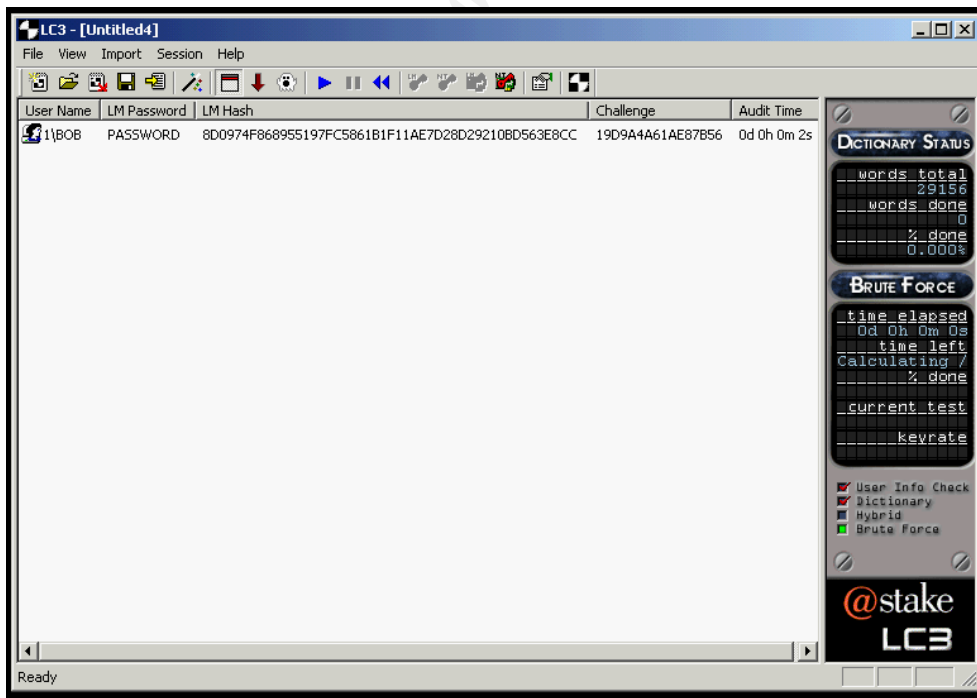 LC3 - [Untitled4]
File View Import Session Help
User Name LM Password LM Hash Challenge Audit Time
1\BOB PASSWORD 8D0974F868955197FC5861B1F11AE7D28D29210BD563E8CC 19D9A4A61AE87B56 0d 0h 0m 2s
DICTIONARY STATUS
words total
29156
words done
0
% done
0.000%
BRUTE FORCE
time elapsed
0d 0h 0m 0s
time left
Calculating /
% done
current test
keyrate
User Info Check
Dictionary
Hybrid
Brute Force
@stake
LC3
Ready